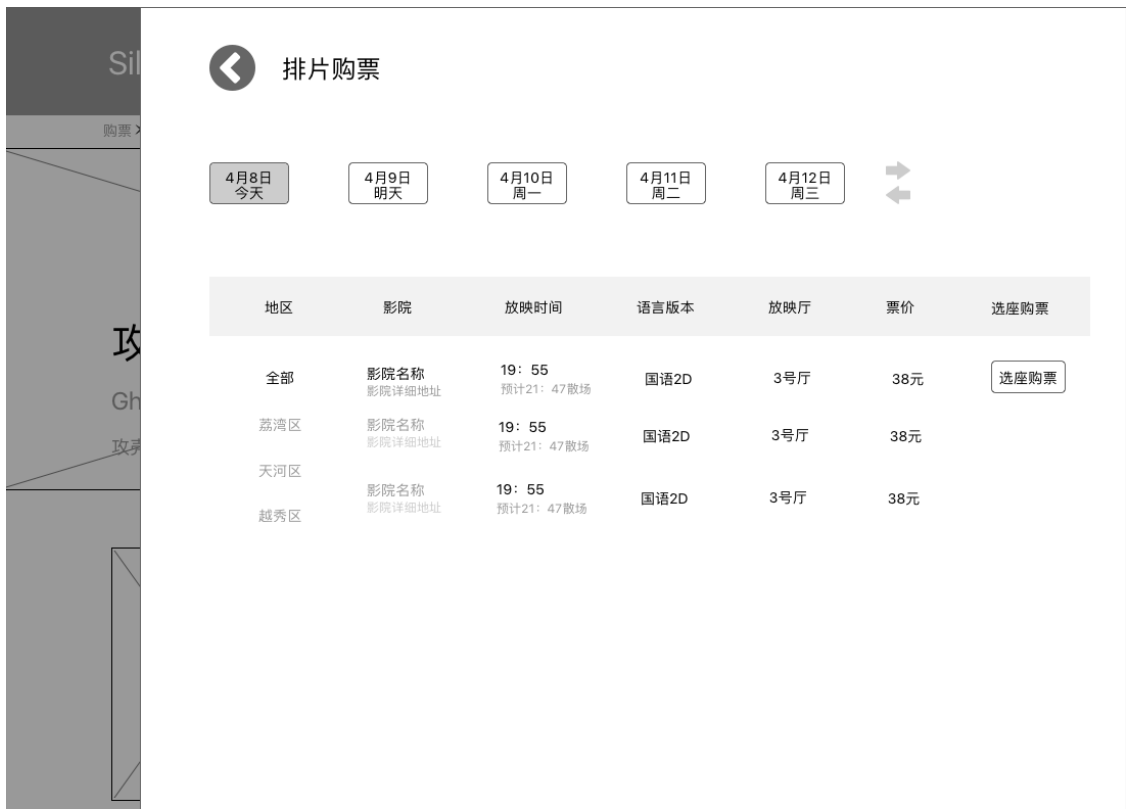 Sil
排片购票
购票 >
4月8日
今天
4月9日
明天
4月10日
周一
4月11日
周二
4月12日
周三
地区 影院 放映时间 语言版本 放映厅 票价 选座购票
全部
荔湾区
天河区
越秀区
影院名称
影院详细地址
19：55
预计21：47散场
国语2D
3号厅
38元
选座购票
影院名称
影院详细地址
19：55
预计21：47散场
国语2D
3号厅
38元
影院名称
影院详细地址
19：55
预计21：47散场
国语2D
3号厅
38元
攻
Gh
攻壳